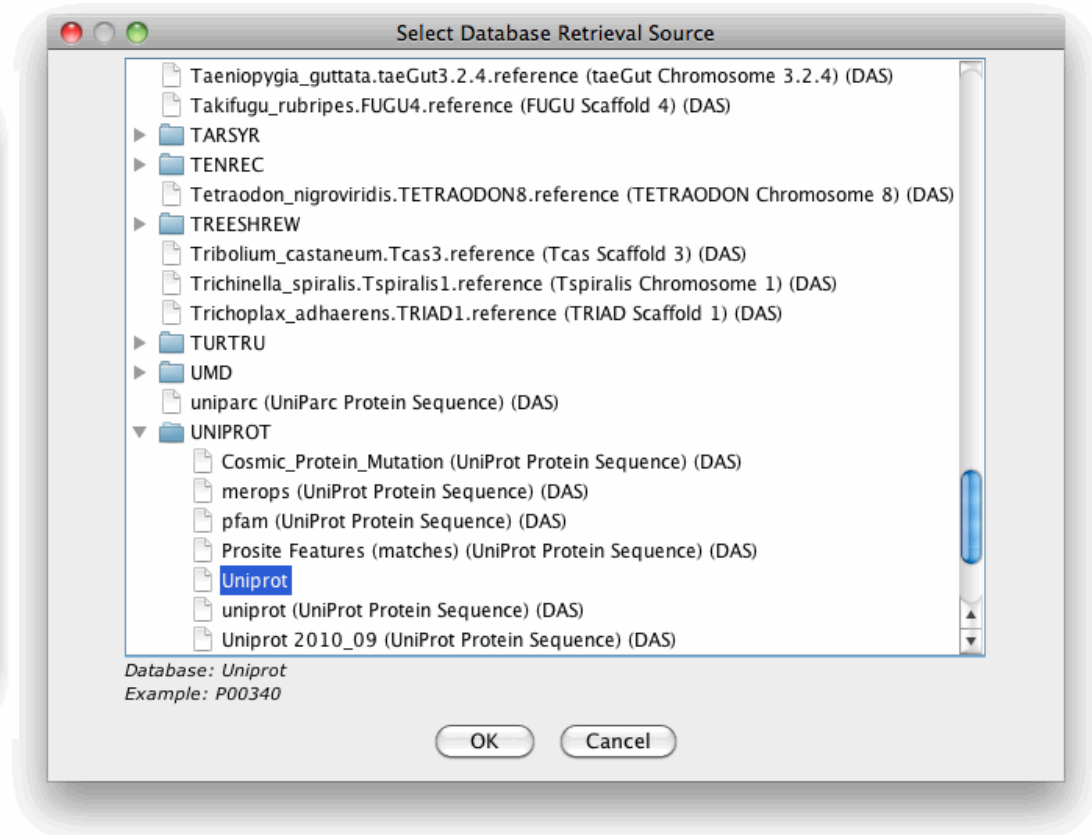 Select Database Retrieval Source
Taeniopygia_guttata.taeGut3.2.4.reference (taeGut Chromosome 3.2.4) (DAS)
Takifugu_rubripes.FUGU4.reference (FUGU Scaffold 4) (DAS)
TARSYR
TENREC
Tetraodon_nigroviridis.TETRAODON8.reference (TETRAODON Chromosome 8) (DAS)
TREESHREW
Tribolium_castaneum.Tcas3.reference (Tcas Scaffold 3) (DAS)
Trichinella_spiralis.Tspiralis1.reference (Tspiralis Chromosome 1) (DAS)
Trichoplax_adhaerens.TRIAD1.reference (TRIAD Scaffold 1) (DAS)
TURTRU
UMD
uniparc (UniParc Protein Sequence) (DAS)
UNIPROT
Cosmic_Protein_Mutation (UniProt Protein Sequence) (DAS)
merops (UniProt Protein Sequence) (DAS)
pfam (UniProt Protein Sequence) (DAS)
Prosite Features (matches) (UniProt Protein Sequence) (DAS)
Uniprot
uniprot (UniProt Protein Sequence) (DAS)
Uniprot 2010_09 (UniProt Protein Sequence) (DAS)
Database: Uniprot
Example: P00340
OK Cancel